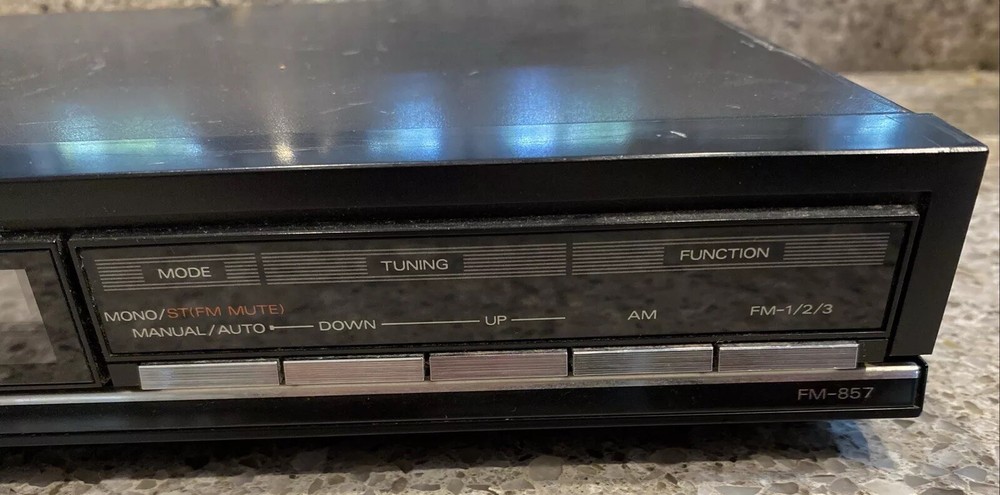 MODE
TUNING
FUNCTION
MONO/ST(FM MUTE)
MANUAL/AUTO
DOWN
UP
AM
FM-1/2/3
FM-857